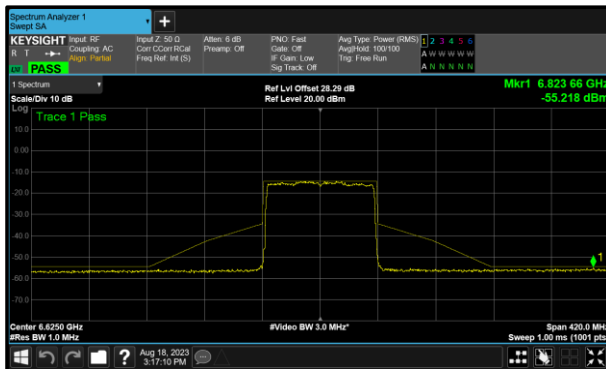 Spectrum Analyzer 1
Swept SA
KEYSIGHT
R T
PASS
Input: RF
Coupling: AC
Align: Partial
Input Z: 50 Ω
Corr CCorr RCal
Freq Ref: Int (S)
Atten: 6 dB
Preamp: Off
PNO: Fast
Gate: Off
IF Gain: Low
Sig Track: Off
Avg Type: Power (RMS)
Avg|Hold: 100/100
Trig: Free Run
1 2 3 4 5 6
A W W W W W
A N N N N N
1 Spectrum
Scale/Div 10 dB
Ref Lvl Offset 28.29 dB
Ref Level 20.00 dBm
Mkr1 6.823 66 GHz
-55.218 dBm
Log
Trace 1 Pass
10.0
0.00
-10.0
-20.0
-30.0
-40.0
-50.0
-60.0
-70.0
1
Center 6.6250 GHz
#Res BW 1.0 MHz
#Video BW 3.0 MHz*
Span 420.0 MHz
Sweep 1.00 ms (1001 pts)
?
Aug 18, 2023
3:17:10 PM